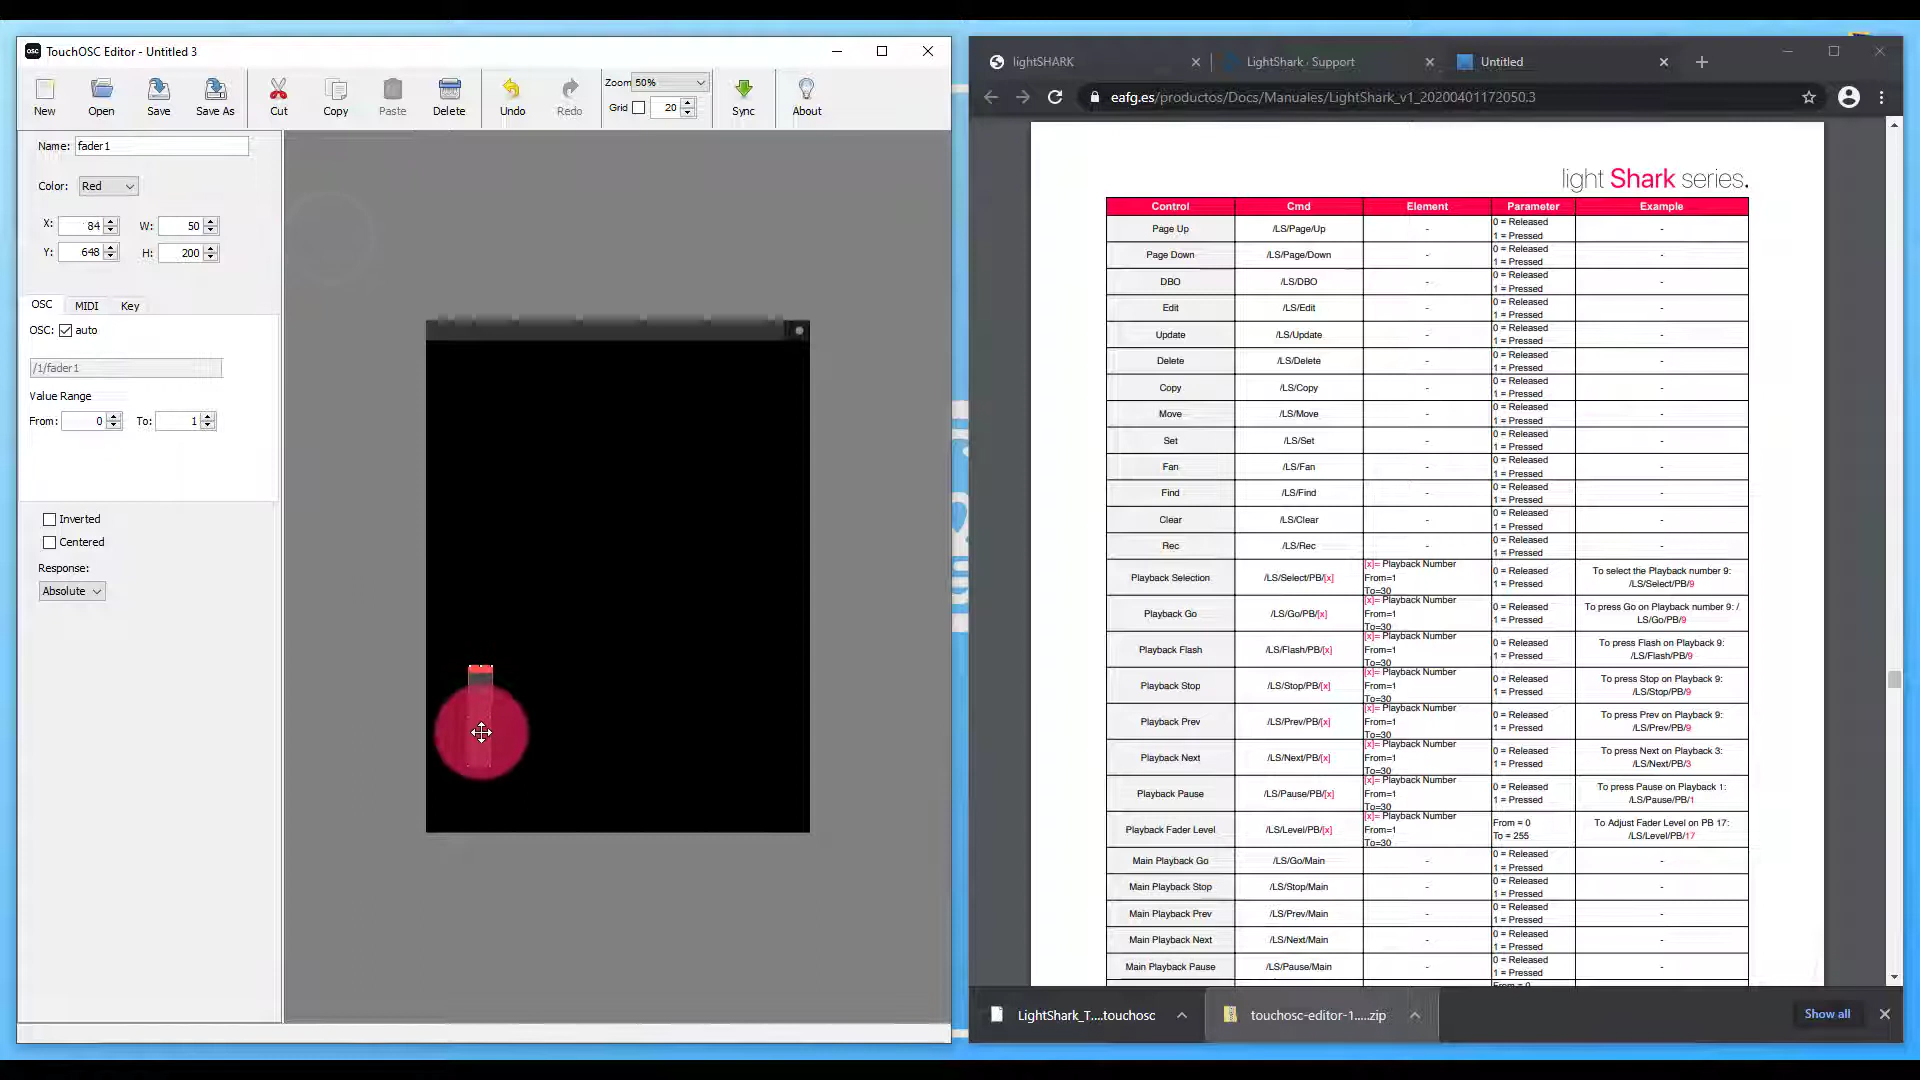 TouchOSC Editor - Untitled 3
New Open Save Save As Cut Copy Paste Delete Undo Redo Zoom 50% Grid 20 Sync About
Name: fader1
Color: Red
X: 84 W: 50
Y: 648 H: 200
OSC MIDI Key
OSC: auto
/1/fader1
Value Range
From: 0 To: 1
Inverted
Centered
Response:
Absolute
lightSHARK
LightShark - Support
Untitled
eafg.es/productos/Docs/Manuales/LightShark_v1_202004011​72050.3
light Shark series.
Control Cmd Element Parameter Example
Page Up /LS/Page/Up - 0 = Released 1 = Pressed -
Page Down /LS/Page/Down - 0 = Released 1 = Pressed -
DBO /LS/DBO - 0 = Released 1 = Pressed -
Edit /LS/Edit - 0 = Released 1 = Pressed -
Update /LS/Update - 0 = Released 1 = Pressed -
Delete /LS/Delete - 0 = Released 1 = Pressed -
Copy /LS/Copy - 0 = Released 1 = Pressed -
Move /LS/Move - 0 = Released 1 = Pressed -
Set /LS/Set - 0 = Released 1 = Pressed -
Fan /LS/Fan - 0 = Released 1 = Pressed -
Find /LS/Find - 0 = Released 1 = Pressed -
Clear /LS/Clear - 0 = Released 1 = Pressed -
Rec /LS/Rec - 0 = Released 1 = Pressed -
Playback Selection /LS/Select/PB/[x] [x]= Playback Number From=1 To=30 0 = Released 1 = Pressed To select the Playback number 9: /LS/Select/PB/9
Playback Go /LS/Go/PB/[x] [x]= Playback Number From=1 To=30 0 = Released 1 = Pressed To press Go on Playback number 9: /LS/Go/PB/9
Playback Flash /LS/Flash/PB/[x] [x]= Playback Number From=1 To=30 0 = Released 1 = Pressed To press Flash on Playback 9: /LS/Flash/PB/9
Playback Stop /LS/Stop/PB/[x] [x]= Playback Number From=1 To=30 0 = Released 1 = Pressed To press Stop on Playback 9: /LS/Stop/PB/9
Playback Prev /LS/Prev/PB/[x] [x]= Playback Number From=1 To=30 0 = Released 1 = Pressed To press Prev on Playback 9: /LS/Prev/PB/9
Playback Next /LS/Next/PB/[x] [x]= Playback Number From=1 To=30 0 = Released 1 = Pressed To press Next on Playback 3: /LS/Next/PB/3
Playback Pause /LS/Pause/PB/[x] [x]= Playback Number From=1 To=30 0 = Released 1 = Pressed To press Pause on Playback 1: /LS/Pause/PB/1
Playback Fader Level /LS/Level/PB/[x] [x]= Playback Number From=1 To=30 From = 0 To = 255 To Adjust Fader Level on PB 17: /LS/Level/PB/17
Main Playback Go /LS/Go/Main - 0 = Released 1 = Pressed -
Main Playback Stop /LS/Stop/Main - 0 = Released 1 = Pressed -
Main Playback Prev /LS/Prev/Main - 0 = Released 1 = Pressed -
Main Playback Next /LS/Next/Main - 0 = Released 1 = Pressed -
Main Playback Pause /LS/Pause/Main - 0 = Released 1 = Pressed -
LightShark_T....touchosc
touchosc-editor-1.....zip
Show all